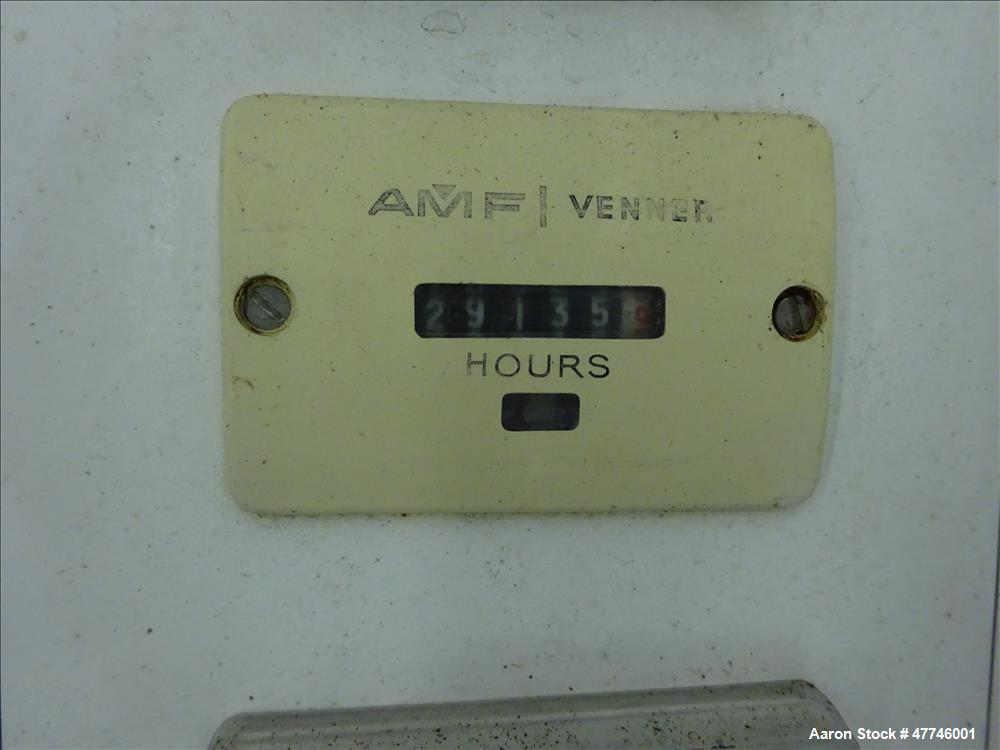 AMF | VENNER
29135
HOURS
Aaron Stock # 47746001